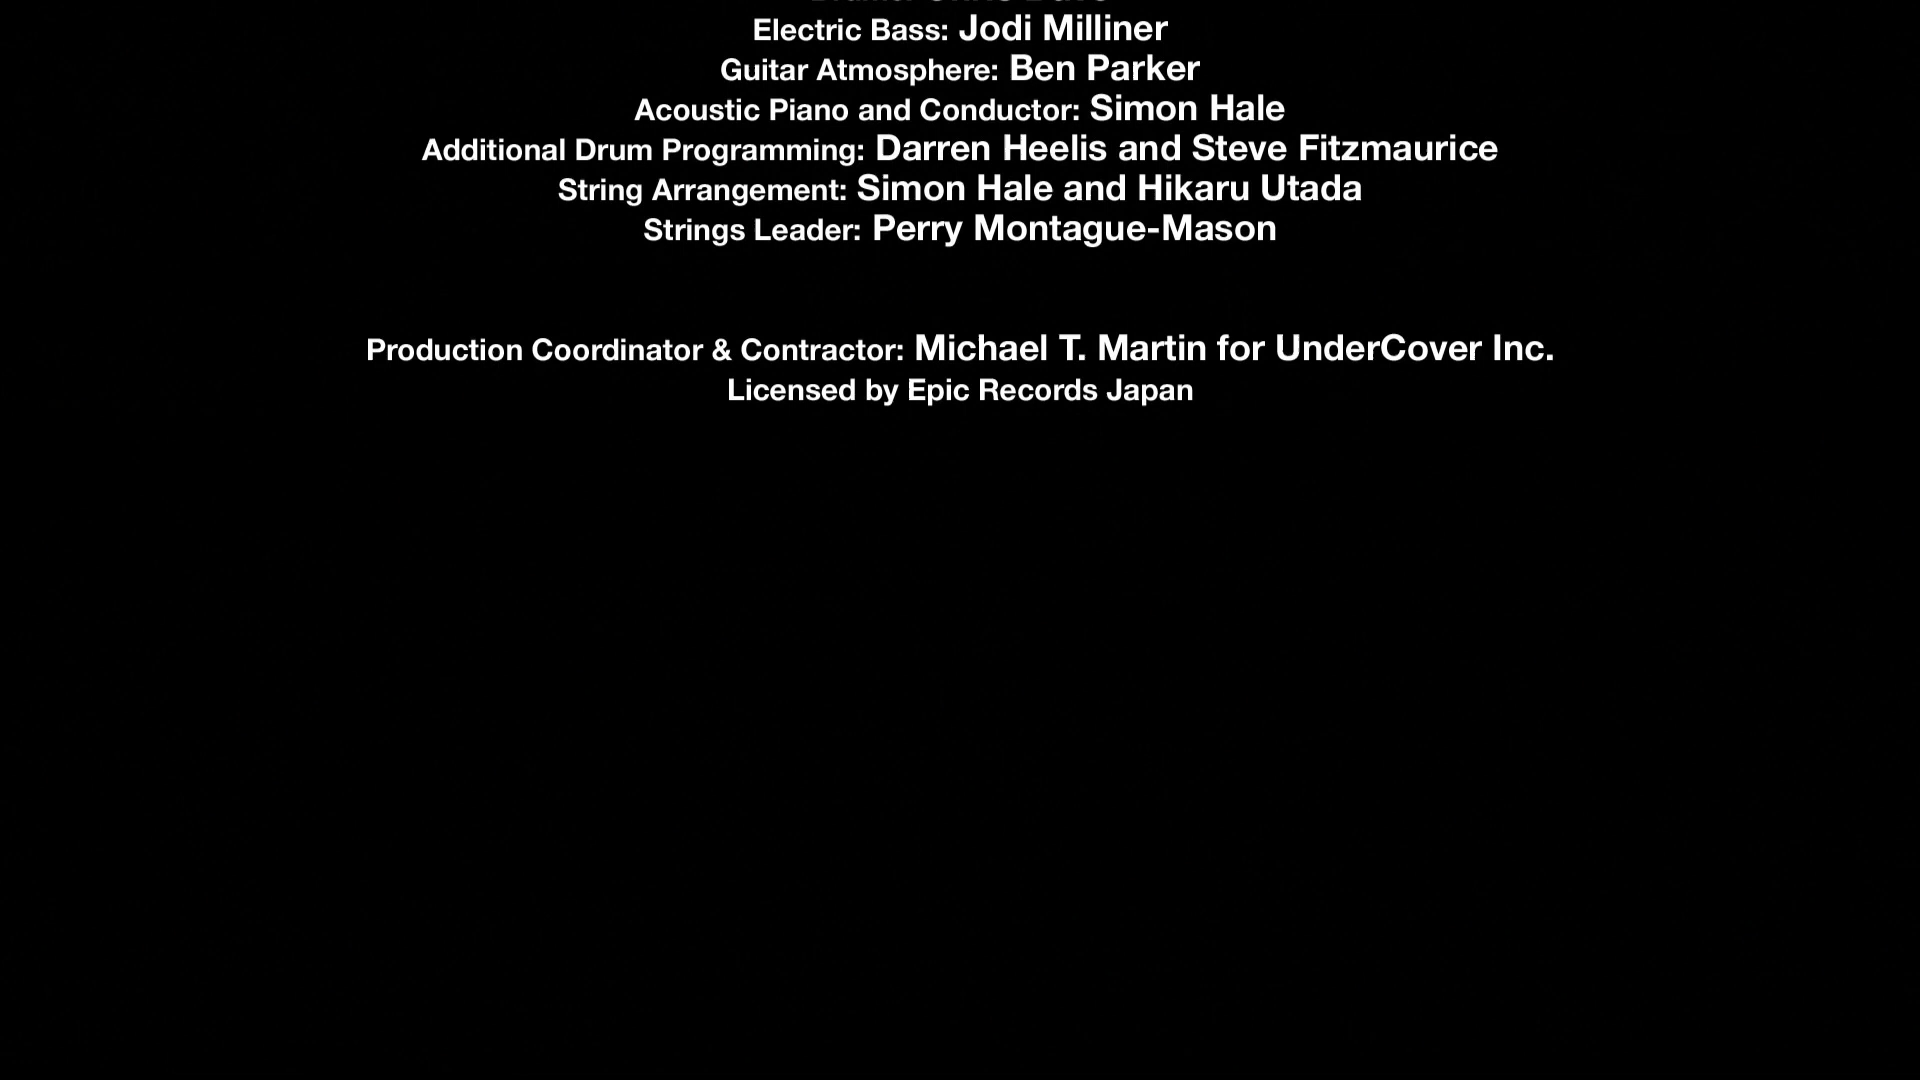 Electric Bass: Jodi Milliner
Guitar Atmosphere: Ben Parker
Acoustic Piano and Conductor: Simon Hale
Additional Drum Programming: Darren Heelis and Steve Fitzmaurice
String Arrangement: Simon Hale and Hikaru Utada
Strings Leader: Perry Montague-Mason
Production Coordinator & Contractor: Michael T. Martin for UnderCover Inc.
Licensed by Epic Records Japan